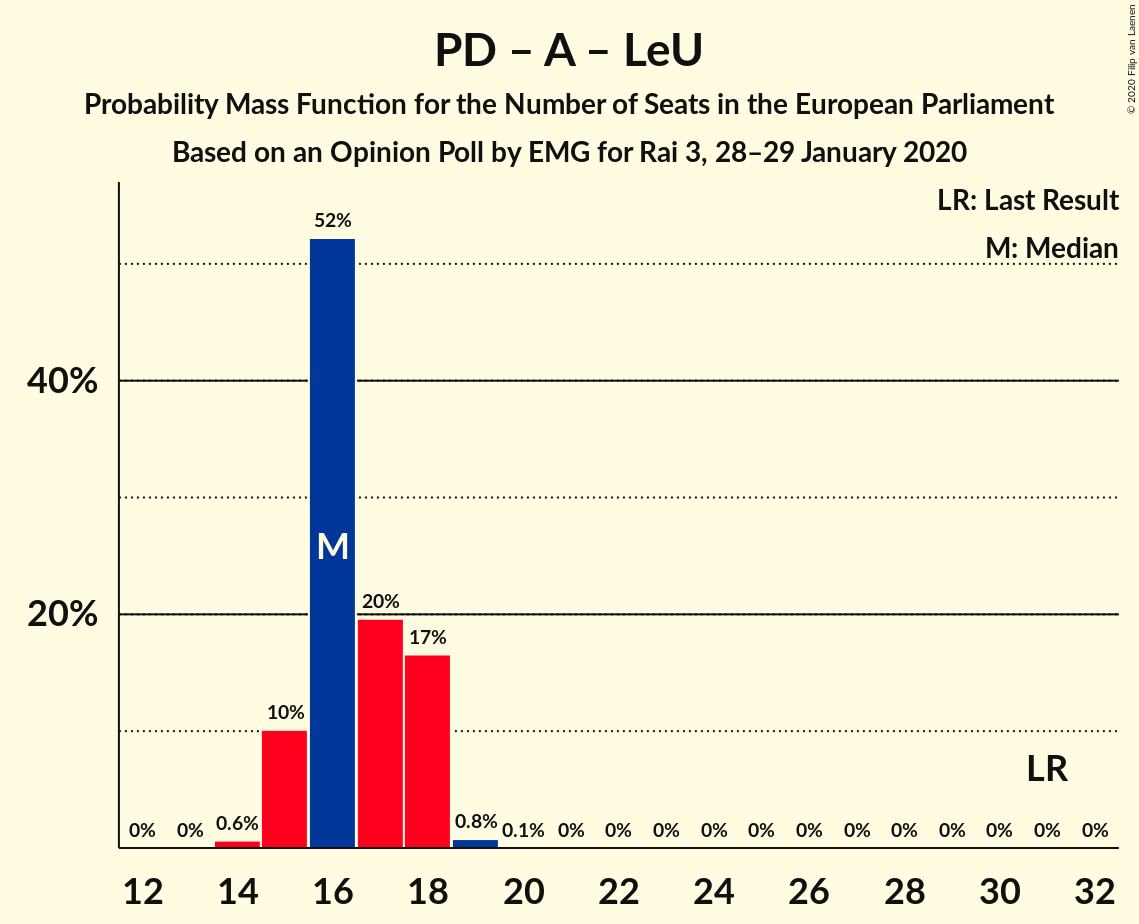 PD – A – LeU
Probability Mass Function for the Number of Seats in the European Parliament
Based on an Opinion Poll by EMG for Rai 3, 28–29 January 2020
© 2020 Filip van Laenen
LR: Last Result
M: Median
52%
40%
M
20%
20%
17%
10%
LR
0% 0% 0.6% 0.8% 0.1% 0% 0% 0% 0% 0% 0% 0% 0% 0% 0% 0% 0%
12 14 16 18 20 22 24 26 28 30 32